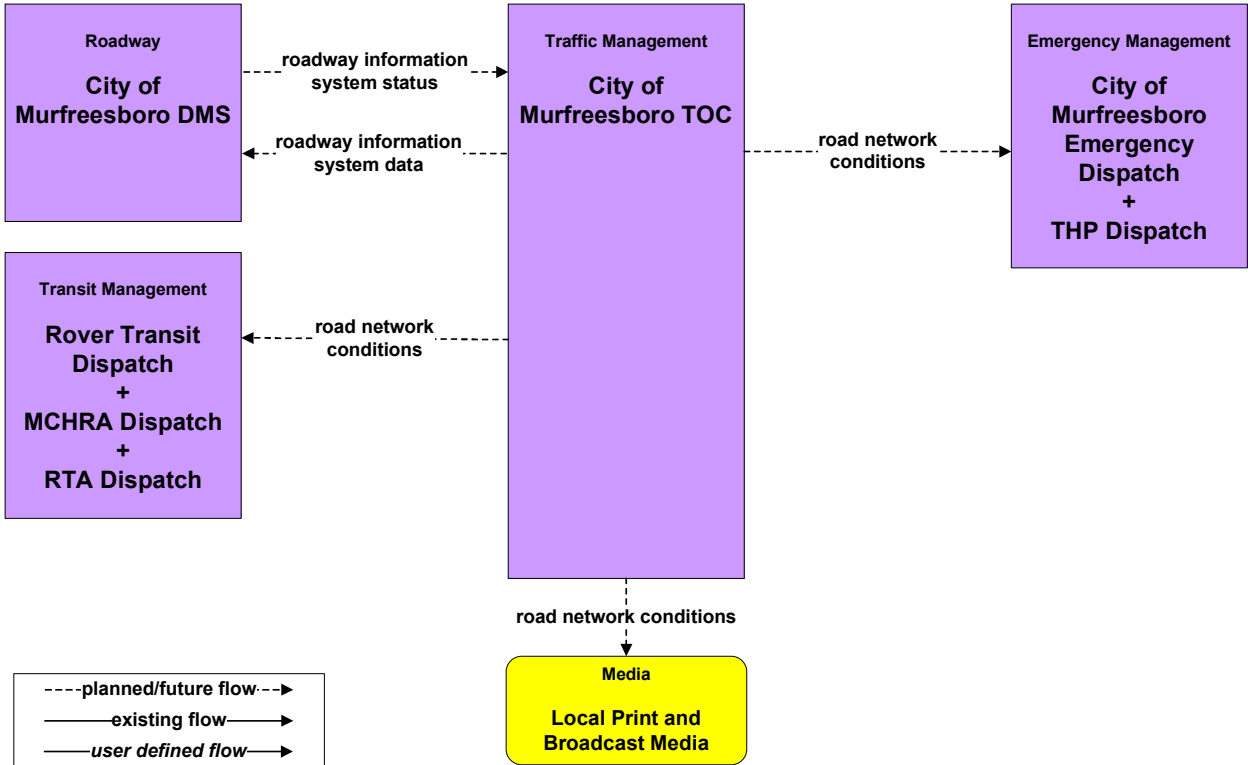 Roadway
City of
Murfreesboro DMS
roadway information
system status
roadway information
system data
Traffic Management
City of
Murfreesboro TOC
road network
conditions
Emergency Management
City of
Murfreesboro
Emergency
Dispatch
+
THP Dispatch
Transit Management
Rover Transit
Dispatch
+
MCHRA Dispatch
+
RTA Dispatch
road network
conditions
road network conditions
Media
Local Print and
Broadcast Media
planned/future flow
existing flow
user defined flow